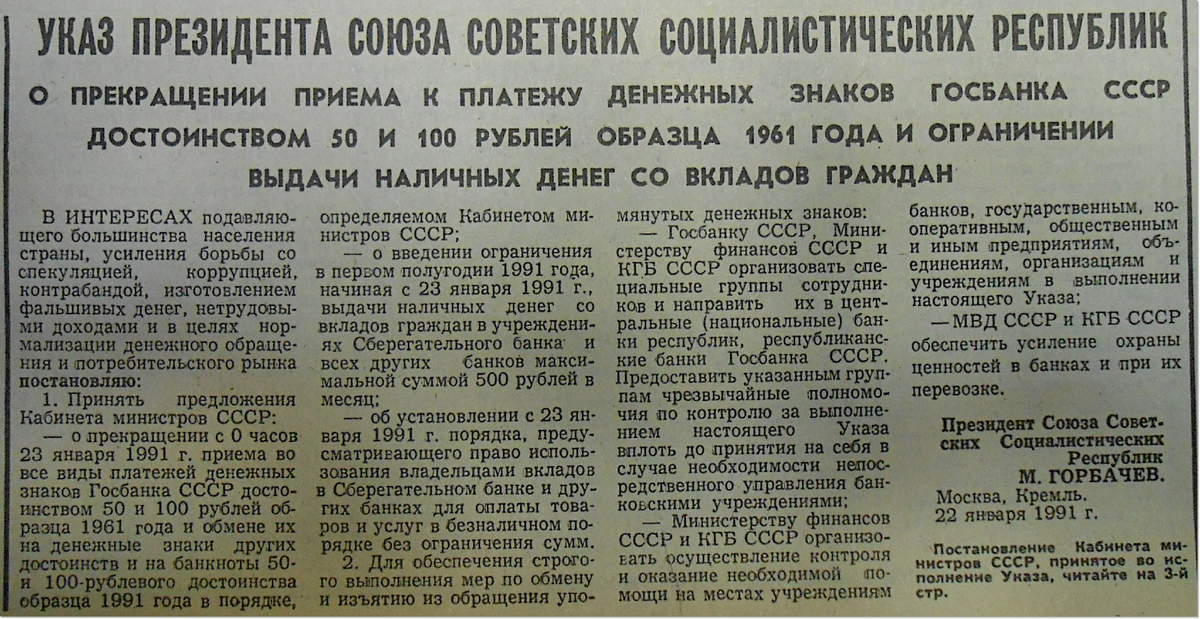 УКАЗ ПРЕЗИДЕНТА СОЮЗА СОВЕТСКИХ СОЦИАЛИСТИЧЕСКИХ РЕСПУБЛИК
О ПРЕКРАЩЕНИИ ПРИЕМА К ПЛАТЕЖУ ДЕНЕЖНЫХ ЗНАКОВ ГОСБАНКА СССР
ДОСТОИНСТВОМ 50 И 100 РУБЛЕЙ ОБРАЗЦА 1961 ГОДА И ОГРАНИЧЕНИИ
ВЫДАЧИ НАЛИЧНЫХ ДЕНЕГ СО ВКЛАДОВ ГРАЖДАН
В ИНТЕРЕСАХ подавляю-
щего большинства населения
страны, усиления борьбы со
спекуляцией, коррупцией,
контрабандой, изготовлением
фальшивых денег, нетрудовы-
ми доходами и в целях нор-
мализации денежного обраще-
ния и потребительского рынка
постановляю:
1. Принять предложения
Кабинета министров СССР:
— о прекращении с 0 часов
23 января 1991 г. приема во
все виды платежей денежных
знаков Госбанка СССР досто-
инством 50 и 100 рублей об-
разца 1961 года и обмене их
на денежные знаки других
достоинств и на банкноты 50-
и 100-рублевого достоинства
образца 1991 года в порядке,
определяемом Кабинетом ми-
нистров СССР;
— о введении ограничения
в первом полугодии 1991 года,
начиная с 23 января 1991 г.,
выдачи наличных денег со
вкладов граждан в учреждени-
ях Сберегательного банка и
всех других банков макси-
мальной суммой 500 рублей в
месяц;
— об установлении с 23 ян-
варя 1991 г. порядка, преду-
сматривающего право исполь-
зования владельцами вкладов
в Сберегательном банке и дру-
гих банках для оплаты това-
ров и услуг в безналичном по-
рядке без ограничения сумм.
2. Для обеспечения строго-
го выполнения мер по обмену
и изъятию из обращения упо-
мянутых денежных знаков:
— Госбанку СССР, Мини-
стерству финансов СССР и
КГБ СССР организовать спе-
циальные группы сотрудни-
ков и направить их в цент-
ральные (национальные) бан-
ки республик, республикан-
ские банки Госбанка СССР.
Предоставить указанным груп-
пам чрезвычайные полномо-
чия по контролю за выполне-
нием настоящего Указа
вплоть до принятия на себя в
случае необходимости непос-
редственного управления бан-
ковскими учреждениями;
— Министерству финансов
СССР и КГБ СССР организо-
вать осуществление контроля
и оказание необходимой по-
мощи на местах учреждениям
банков, государственным, ко-
оперативным, общественным
и иным предприятиям, объ-
единениям, организациям и
учреждениям в выполнении
настоящего Указа;
— МВД СССР и КГБ СССР
обеспечить усиление охраны
ценностей в банках и при их
перевозке.
Президент Союза Совет-
ских Социалистических
Республик
М. ГОРБАЧЕВ.
Москва, Кремль.
22 января 1991 г.
Постановление Кабинета ми-
нистров СССР, принятое во ис-
полнение Указа, читайте на 3-й
стр.